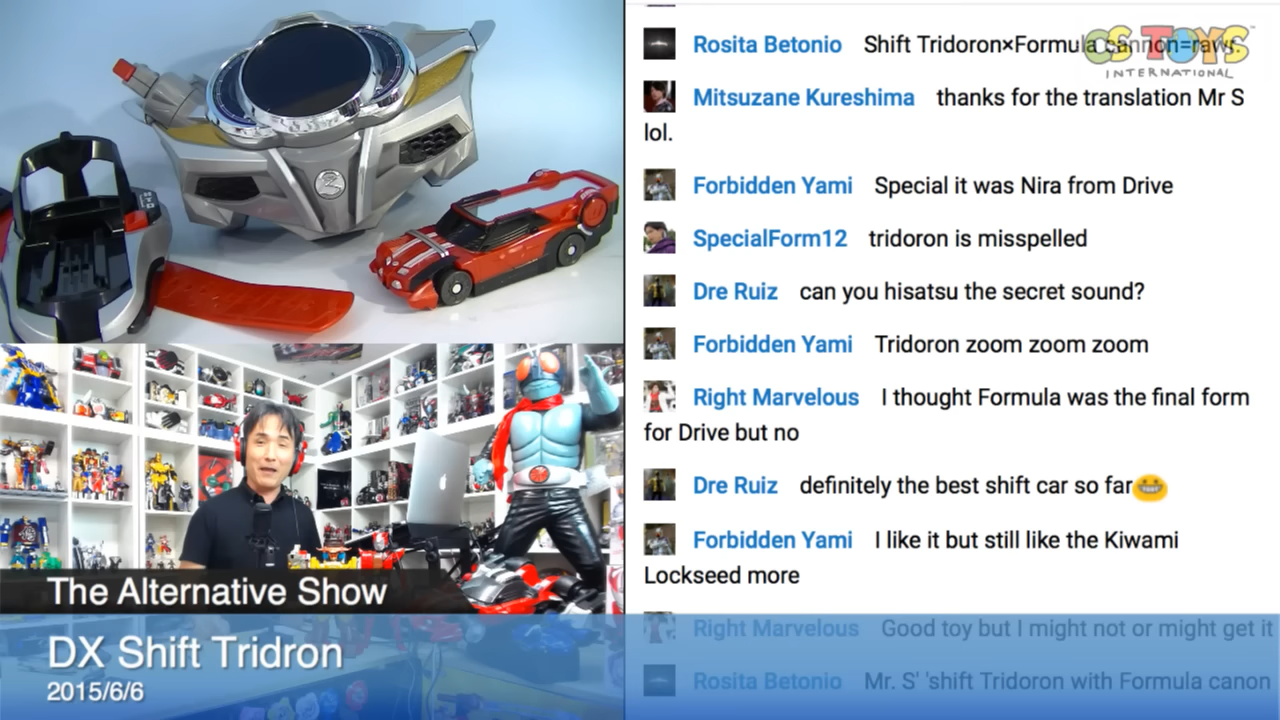 Rosita Betonio Shift Tridoron×Formula cannon=rawr.
CS TOYS
INTERNATIONAL
Mitsuzane Kureshima thanks for the translation Mr S
lol.
Forbidden Yami Special it was Nira from Drive
SpecialForm12 tridoron is misspelled
Dre Ruiz can you hisatsu the secret sound?
Forbidden Yami Tridoron zoom zoom zoom
Right Marvelous I thought Formula was the final form
for Drive but no
Dre Ruiz definitely the best shift car so far
Forbidden Yami I like it but still like the Kiwami
Lockseed more
Right Marvelous Good toy but I might not or might get it
Rosita Betonio Mr. S' 'shift Tridoron with Formula canon
The Alternative Show
DX Shift Tridron
2015/6/6